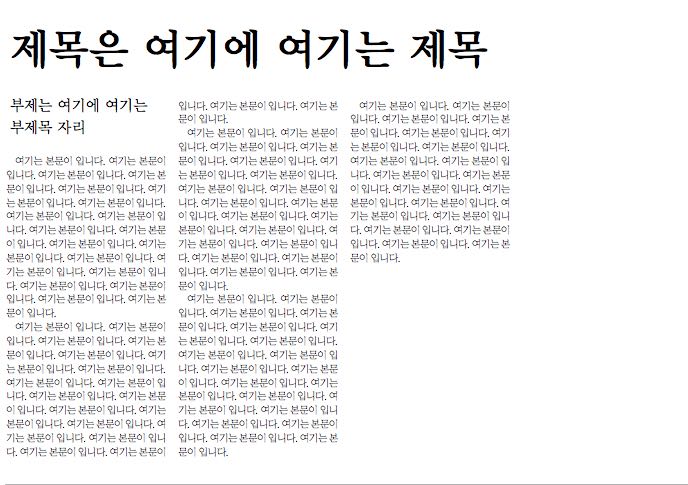 제목은 여기에 여기는 제목
부제는 여기에 여기는
부제목 자리
여기는 본문이 입니다. 여기는 본문이
입니다. 여기는 본문이 입니다. 여기는 본
문이 입니다. 여기는 본문이 입니다. 여기
는 본문이 입니다. 여기는 본문이 입니다.
여기는 본문이 입니다. 여기는 본문이 입
니다. 여기는 본문이 입니다. 여기는 본문
이 입니다. 여기는 본문이 입니다. 여기는
본문이 입니다. 여기는 본문이 입니다. 여
기는 본문이 입니다. 여기는 본문이 입니
다. 여기는 본문이 입니다. 여기는 본문이
입니다. 여기는 본문이 입니다. 여기는 본
문이 입니다.
여기는 본문이 입니다. 여기는 본문이
입니다. 여기는 본문이 입니다. 여기는 본
문이 입니다. 여기는 본문이 입니다. 여기
는 본문이 입니다. 여기는 본문이 입니다.
여기는 본문이 입니다. 여기는 본문이 입
니다. 여기는 본문이 입니다. 여기는 본문
이 입니다. 여기는 본문이 입니다. 여기는
본문이 입니다. 여기는 본문이 입니다. 여
기는 본문이 입니다. 여기는 본문이 입니
다. 여기는 본문이 입니다. 여기는 본문이
입니다. 여기는 본문이 입니다. 여기는 본
문이 입니다.
여기는 본문이 입니다. 여기는 본문이
입니다. 여기는 본문이 입니다. 여기는 본
문이 입니다. 여기는 본문이 입니다. 여기
는 본문이 입니다. 여기는 본문이 입니다.
여기는 본문이 입니다. 여기는 본문이 입
니다. 여기는 본문이 입니다. 여기는 본문
이 입니다. 여기는 본문이 입니다. 여기는
본문이 입니다. 여기는 본문이 입니다. 여
기는 본문이 입니다. 여기는 본문이 입니
다. 여기는 본문이 입니다. 여기는 본문이
입니다. 여기는 본문이 입니다. 여기는 본
문이 입니다.
여기는 본문이 입니다. 여기는 본문이
입니다. 여기는 본문이 입니다. 여기는 본
문이 입니다. 여기는 본문이 입니다. 여기
는 본문이 입니다. 여기는 본문이 입니다.
여기는 본문이 입니다. 여기는 본문이 입
니다. 여기는 본문이 입니다. 여기는 본문
이 입니다. 여기는 본문이 입니다. 여기는
본문이 입니다. 여기는 본문이 입니다. 여
기는 본문이 입니다. 여기는 본문이 입니
다. 여기는 본문이 입니다. 여기는 본문이
입니다. 여기는 본문이 입니다. 여기는 본
문이 입니다.
여기는 본문이 입니다. 여기는 본문이
입니다. 여기는 본문이 입니다. 여기는 본
문이 입니다. 여기는 본문이 입니다. 여기
는 본문이 입니다. 여기는 본문이 입니다.
여기는 본문이 입니다. 여기는 본문이 입
니다. 여기는 본문이 입니다. 여기는 본문
이 입니다. 여기는 본문이 입니다. 여기는
본문이 입니다. 여기는 본문이 입니다. 여
기는 본문이 입니다. 여기는 본문이 입니
다. 여기는 본문이 입니다. 여기는 본문이
입니다. 여기는 본문이 입니다. 여기는 본
문이 입니다.